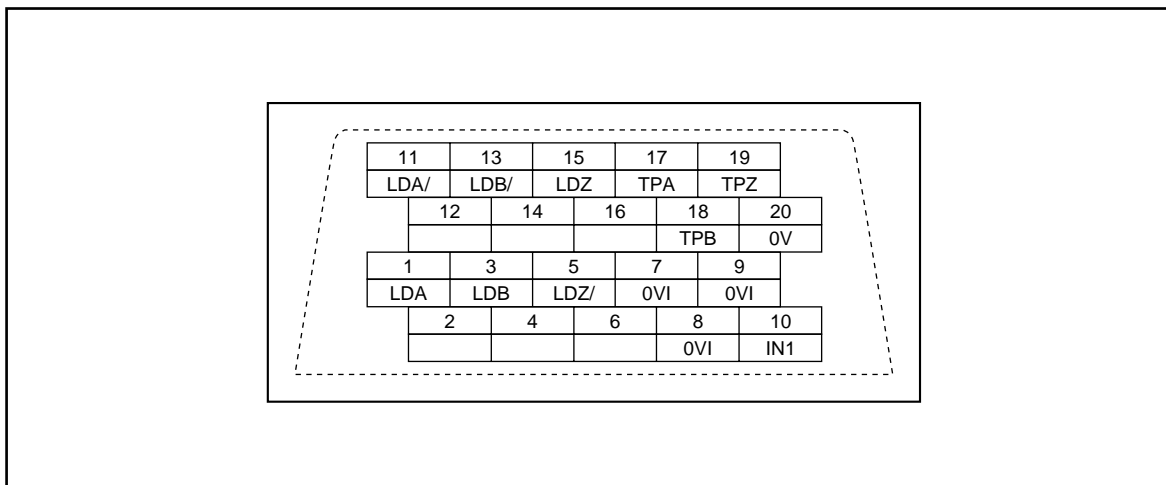 11 13 15 17 19
LDA/ LDB/ LDZ TPA TPZ
12 14 16 18 20
TPB 0V
1 3 5 7 9
LDA LDB LDZ/ 0VI 0VI
2 4 6 8 10
0VI IN1